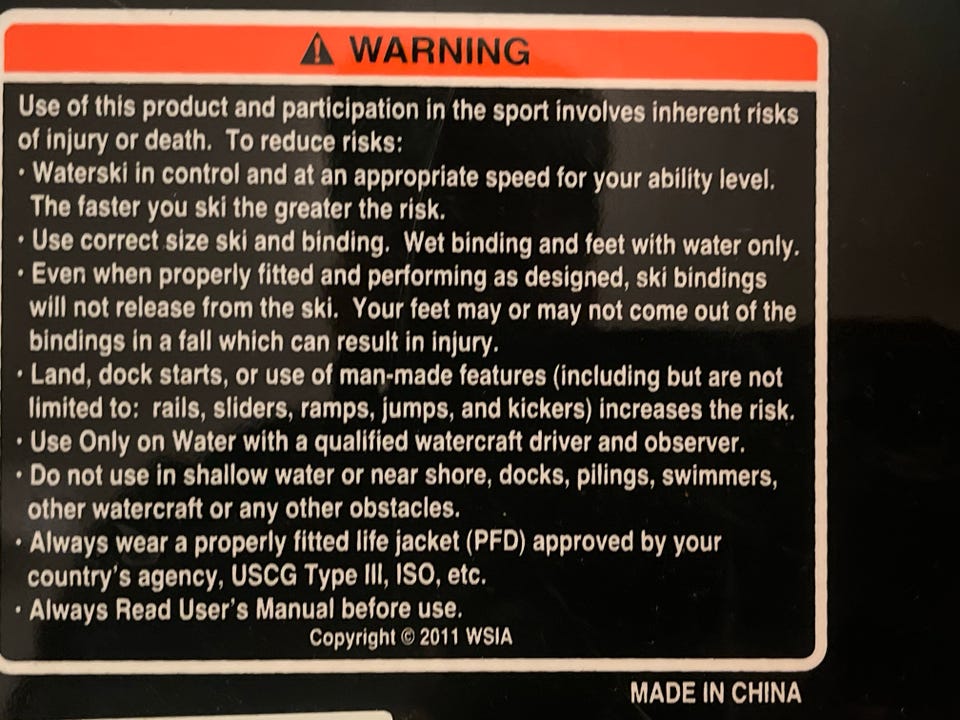 ⚠ WARNING
Use of this product and participation in the sport involves inherent risks
of injury or death. To reduce risks:
· Waterski in control and at an appropriate speed for your ability level.
The faster you ski the greater the risk.
· Use correct size ski and binding. Wet binding and feet with water only.
· Even when properly fitted and performing as designed, ski bindings
will not release from the ski. Your feet may or may not come out of the
bindings in a fall which can result in injury.
· Land, dock starts, or use of man-made features (including but are not
limited to: rails, sliders, ramps, jumps, and kickers) increases the risk.
· Use Only on Water with a qualified watercraft driver and observer.
· Do not use in shallow water or near shore, docks, pilings, swimmers,
other watercraft or any other obstacles.
· Always wear a properly fitted life jacket (PFD) approved by your
country's agency, USCG Type III, ISO, etc.
· Always Read User's Manual before use.
Copyright © 2011 WSIA
MADE IN CHINA